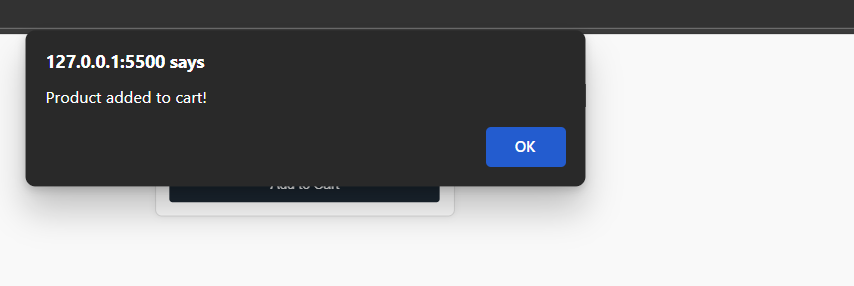 127.0.0.1:5500 says
Product added to cart!
OK
Add to Cart